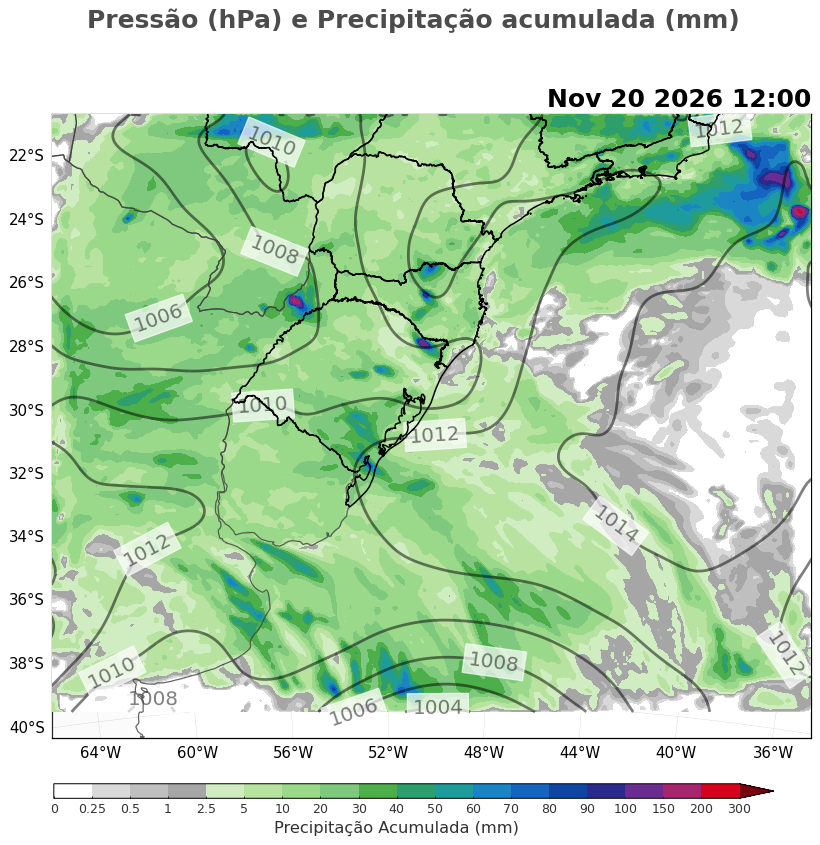 Pressão (hPa) e Precipitação acumulada (mm)
Nov 20 2026 12:00
1010
1012
22°S
24°S
1008
26°S
1006
28°S
30°S
1010
1012
32°S
34°S
1014
1012
36°S
38°S
1010
1008
1012
1008
1006
1004
40°S
64°W 60°W 56°W 52°W 48°W 44°W 40°W 36°W
0 0.25 0.5 1 2.5 5 10 20 30 40 50 60 70 80 90 100 150 200 300
Precipitação Acumulada (mm)